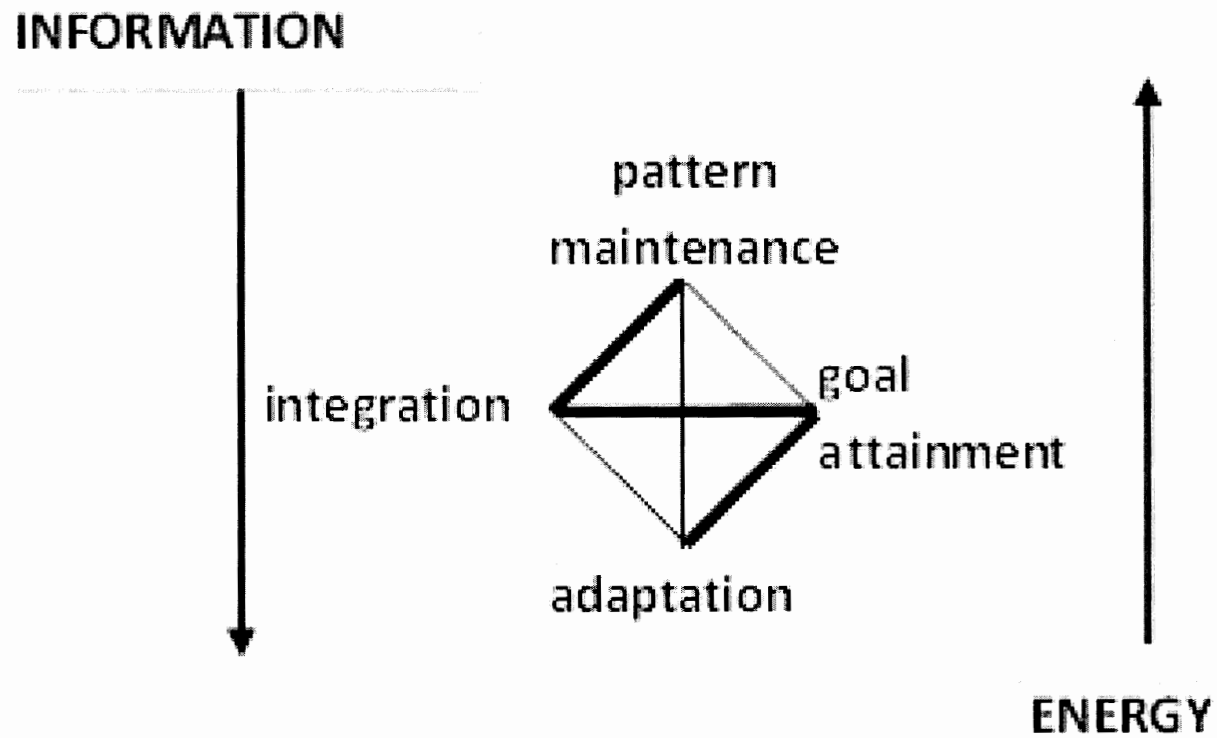 INFORMATION
pattern
maintenance
integration
goal
attainment
adaptation
ENERGY